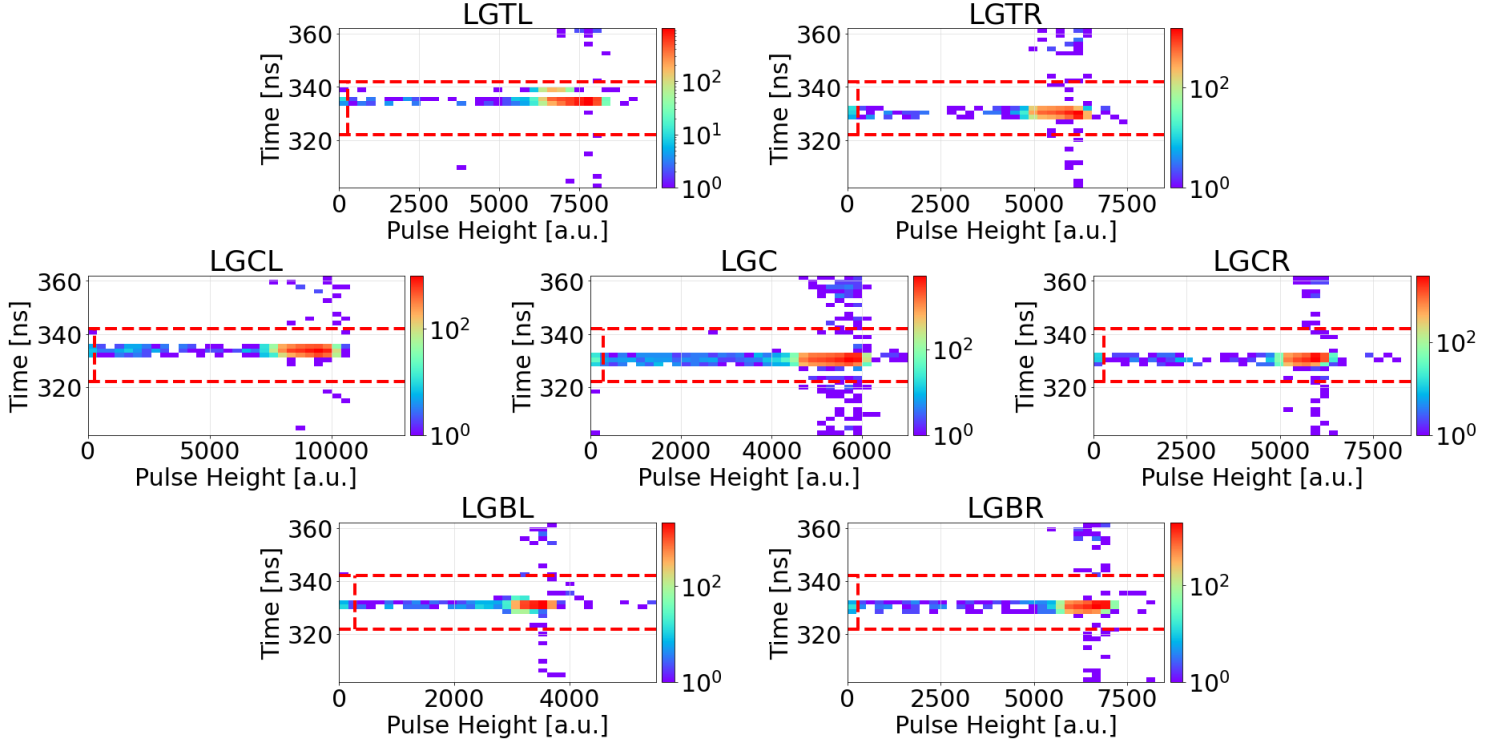 LGTL
Time [ns]
360
340
320
0 2500 5000 7500
Pulse Height [a.u.]
10^2
10^1
10^0
LGTR
Time [ns]
360
340
320
0 2500 5000 7500
Pulse Height [a.u.]
10^2
10^0
LGCL
Time [ns]
360
340
320
0 5000 10000
Pulse Height [a.u.]
10^2
10^0
LGC
Time [ns]
360
340
320
0 2000 4000 6000
Pulse Height [a.u.]
10^2
10^0
LGCR
Time [ns]
360
340
320
0 2500 5000 7500
Pulse Height [a.u.]
10^2
10^0
LGBL
Time [ns]
360
340
320
0 2000 4000
Pulse Height [a.u.]
10^2
10^0
LGBR
Time [ns]
360
340
320
0 2500 5000 7500
Pulse Height [a.u.]
10^2
10^0